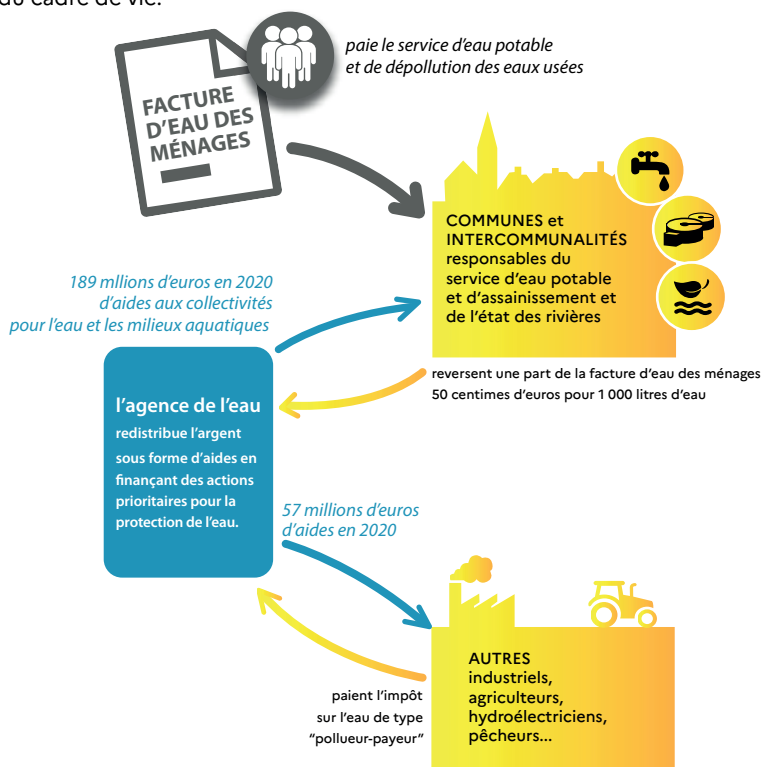 du cadre de vie.
paie le service d'eau potable
et de dépollution des eaux usées
FACTURE
D'EAU DES
MÉNAGES
COMMUNES et
INTERCOMMUNALITÉS
responsables du
service d'eau potable
et d'assainissement et
de l'état des rivières
189 mllions d'euros en 2020
d'aides aux collectivités
pour l'eau et les milieux aquatiques
reversent une part de la facture d'eau des ménages
50 centimes d'euros pour 1 000 litres d'eau
l'agence de l'eau
redistribue l'argent
sous forme d'aides en
finançant des actions
prioritaires pour la
protection de l'eau.
57 millions d'euros
d'aides en 2020
paient l'impôt
sur l'eau de type
"pollueur-payeur"
AUTRES
industriels,
agriculteurs,
hydroélectriciens,
pêcheurs...